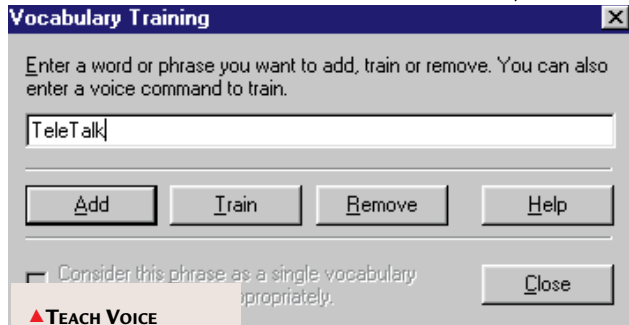 Vocabulary Training
Enter a word or phrase you want to add, train or remove. You can also
enter a voice command to train.
TeleTalk
Add Train Remove Help
Consider this phrase as a single vocabulary
Close
▲TEACH VOICE